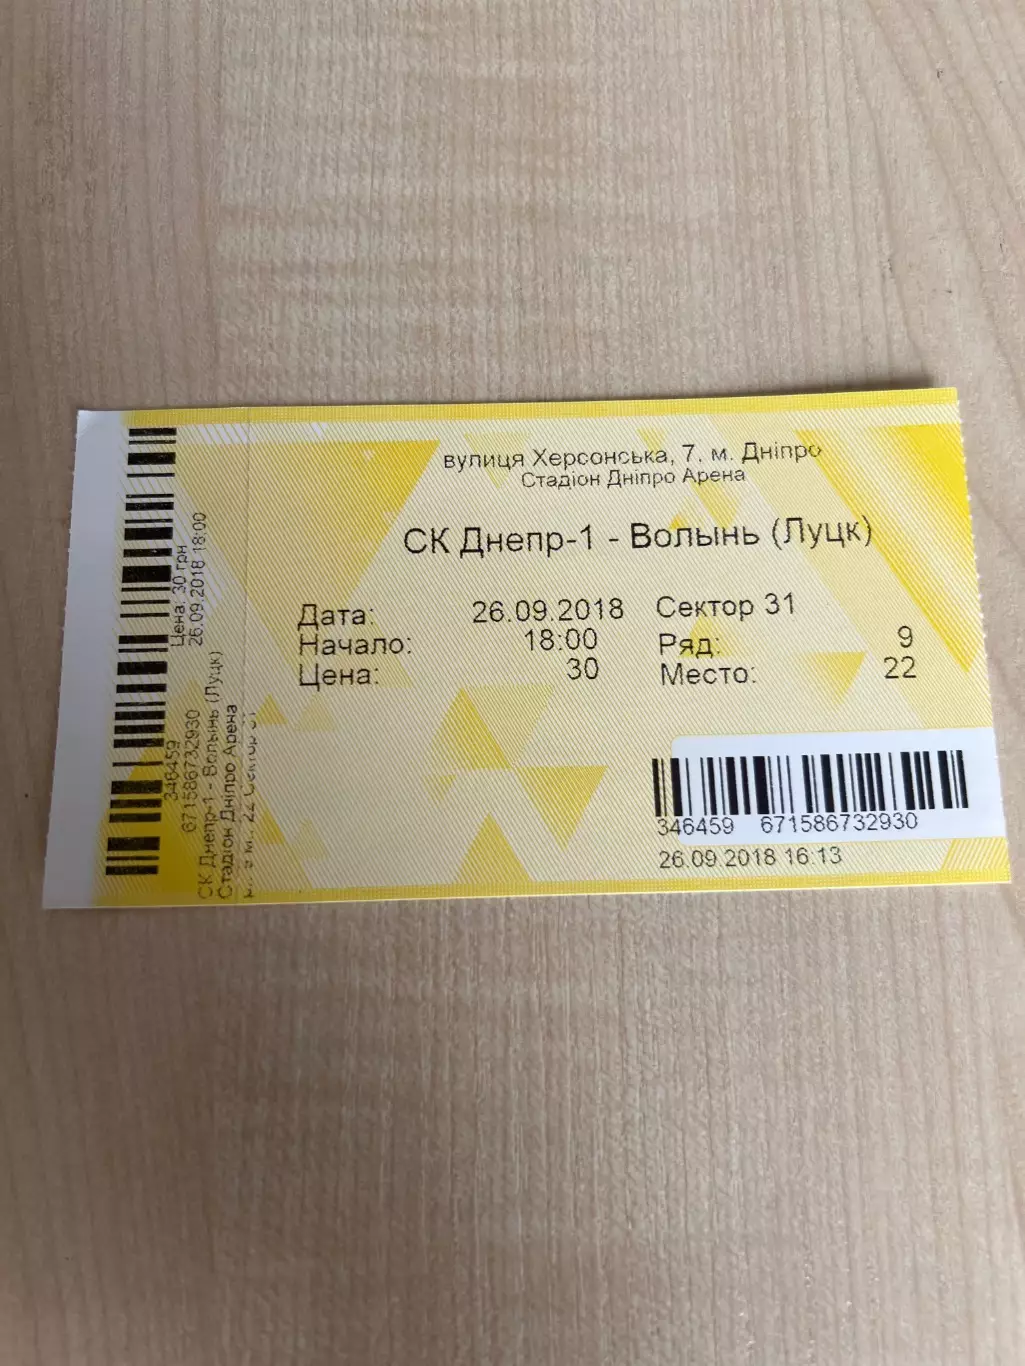 вулиця Херсонська, 7. м. Дніпро
Стадіон Дніпро Арена
СК Днепр-1 - Волынь (Луцк)
Дата: 26.09.2018 Сектор 31
Начало: 18:00 Ряд: 9
Цена: 30 Место: 22
346459 671586732930
26.09.2018 16:13
346459
671586732930
Цена: 30 грн
26.09.2018 18:00
СК Днепр-1 - Волынь (Луцк)
Стадіон Дніпро Арена